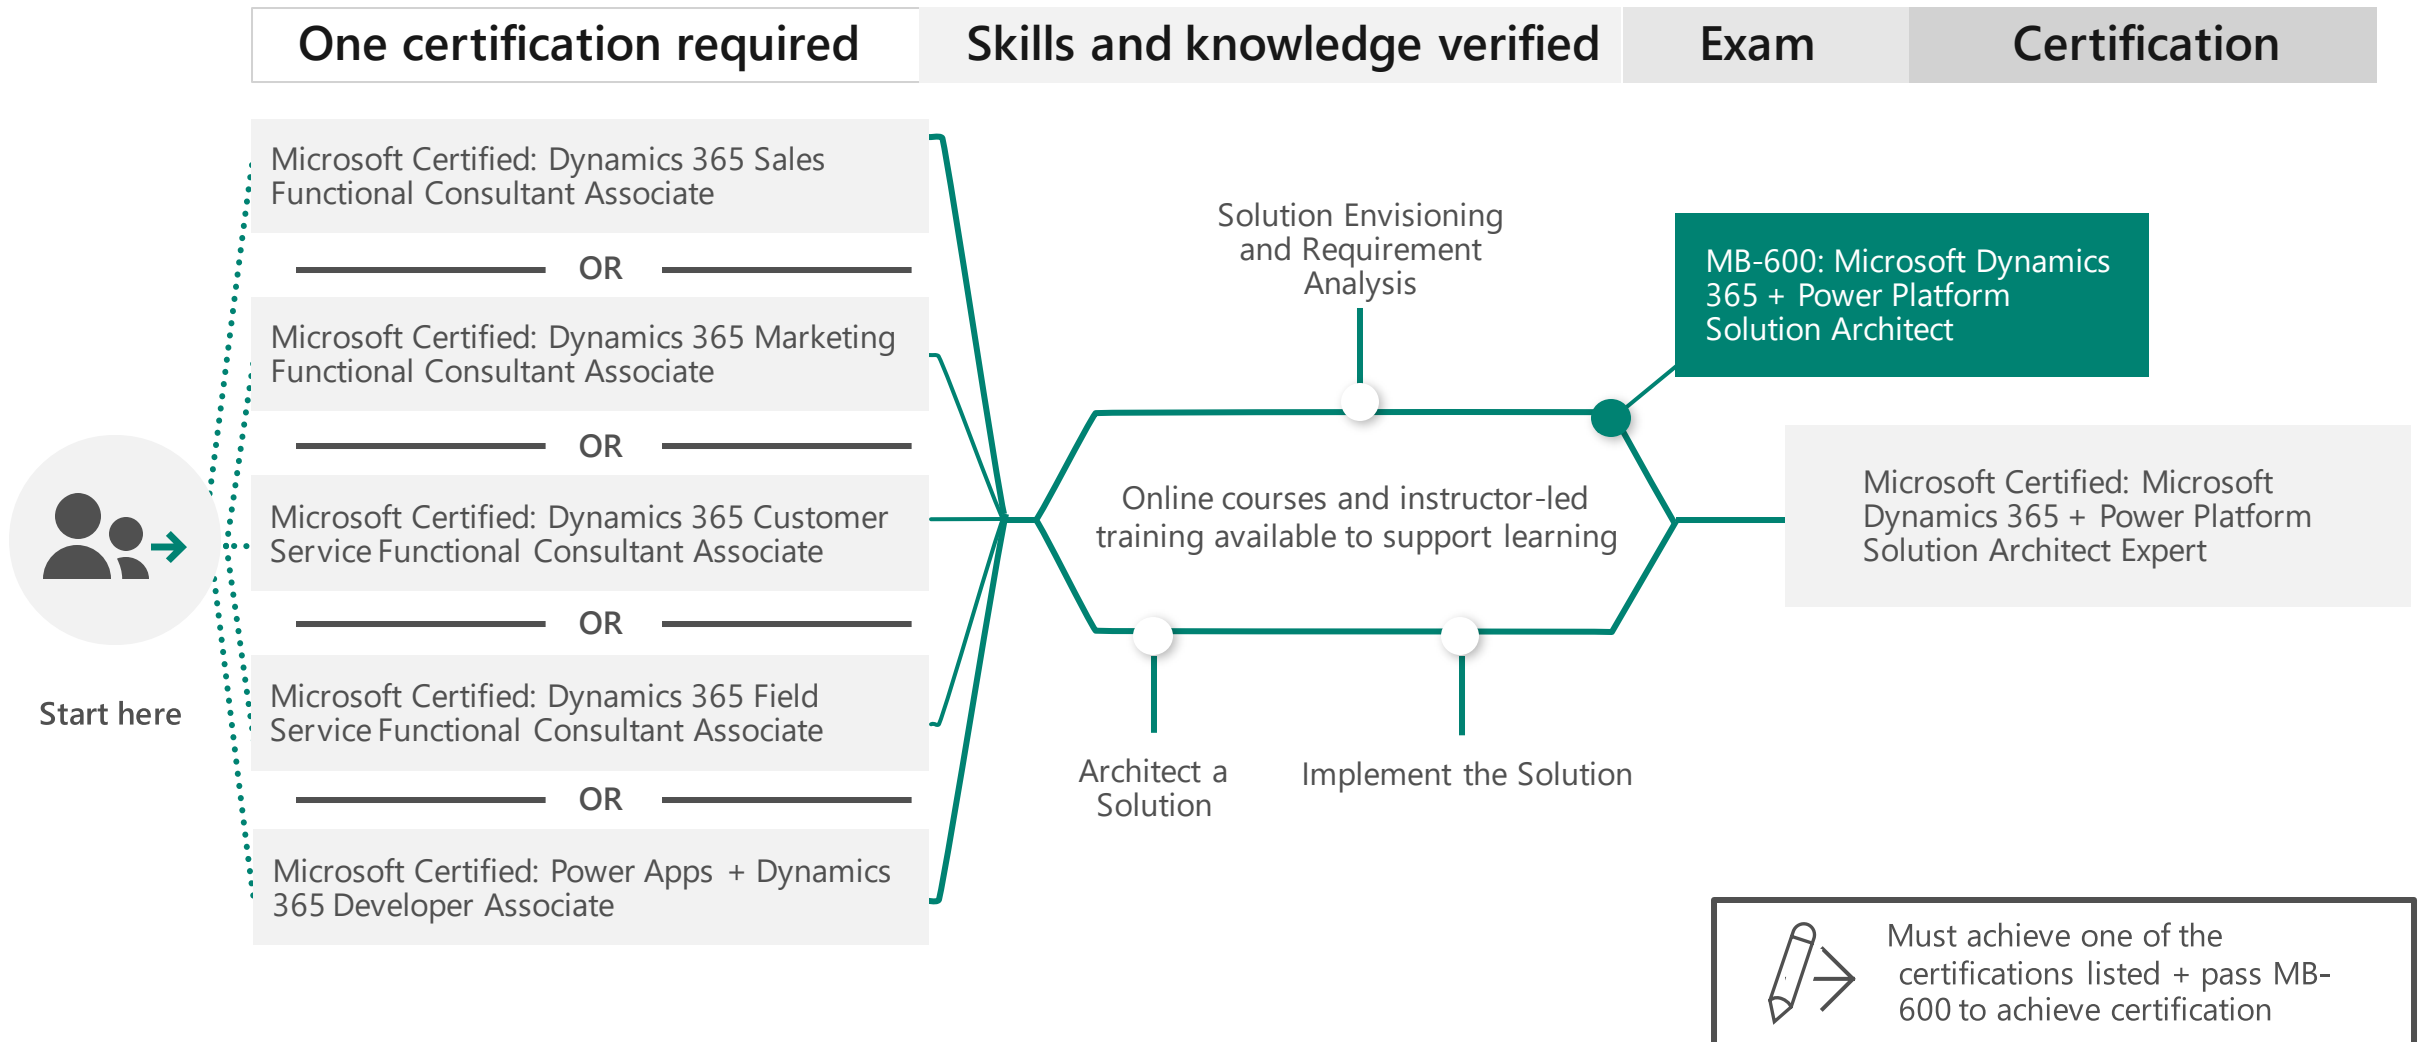 One certification required
Skills and knowledge verified
Exam
Certification
Start here
Microsoft Certified: Dynamics 365 Sales
Functional Consultant Associate
OR
Microsoft Certified: Dynamics 365 Marketing
Functional Consultant Associate
OR
Microsoft Certified: Dynamics 365 Customer
Service Functional Consultant Associate
OR
Microsoft Certified: Dynamics 365 Field
Service Functional Consultant Associate
OR
Microsoft Certified: Power Apps + Dynamics
365 Developer Associate
Solution Envisioning
and Requirement
Analysis
Online courses and instructor-led
training available to support learning
Architect a
Solution
Implement the Solution
MB-600: Microsoft Dynamics
365 + Power Platform
Solution Architect
Microsoft Certified: Microsoft
Dynamics 365 + Power Platform
Solution Architect Expert
Must achieve one of the
certifications listed + pass MB-
600 to achieve certification